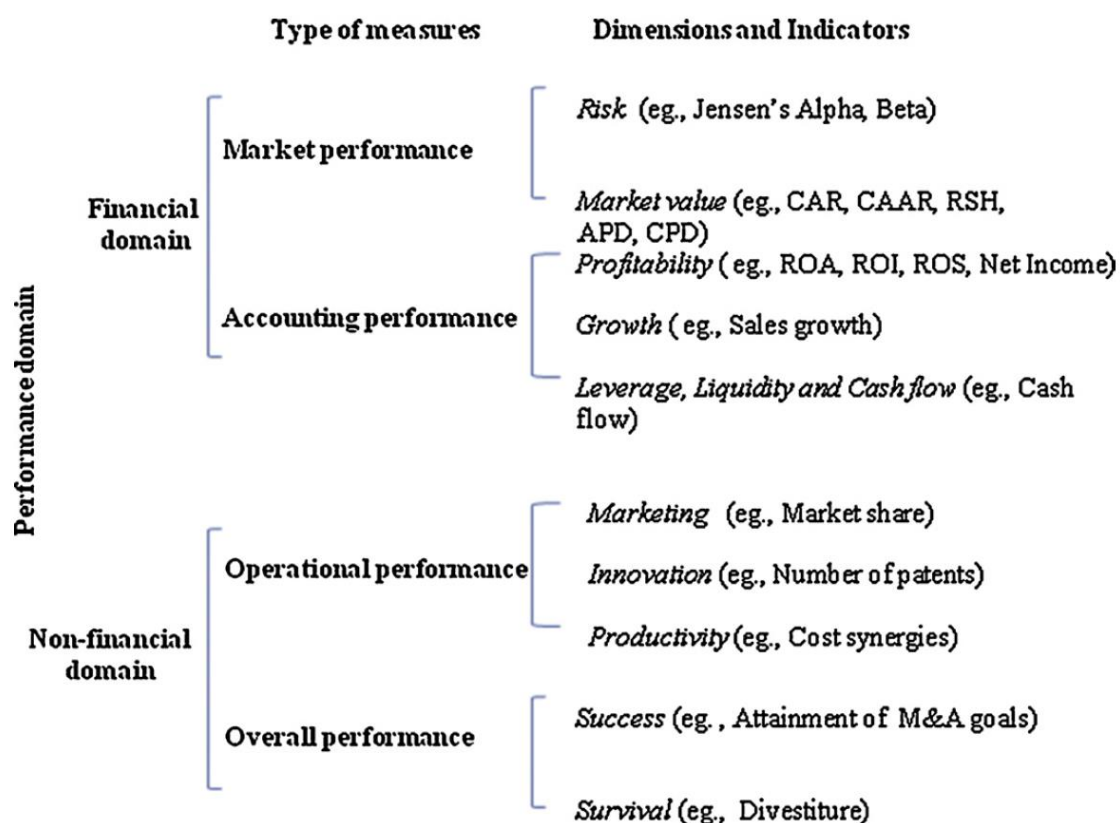 Type of measures
Dimensions and Indicators
Risk (eg., Jensen's Alpha, Beta)
Market performance
Financial
domain
Market value (eg., CAR, CAAR, RSH,
APD, CPD)
Profitability ( eg., ROA, ROI, ROS, Net Income)
Accounting performance
Growth ( eg., Sales growth)
Leverage, Liquidity and Cash flow (eg., Cash
flow)
Performance domain
Marketing (eg., Market share)
Operational performance
Innovation (eg., Number of patents)
Non-financial
domain
Productivity (eg., Cost synergies)
Success (eg. , Attainment of M&A goals)
Overall performance
Survival (eg., Divestiture)